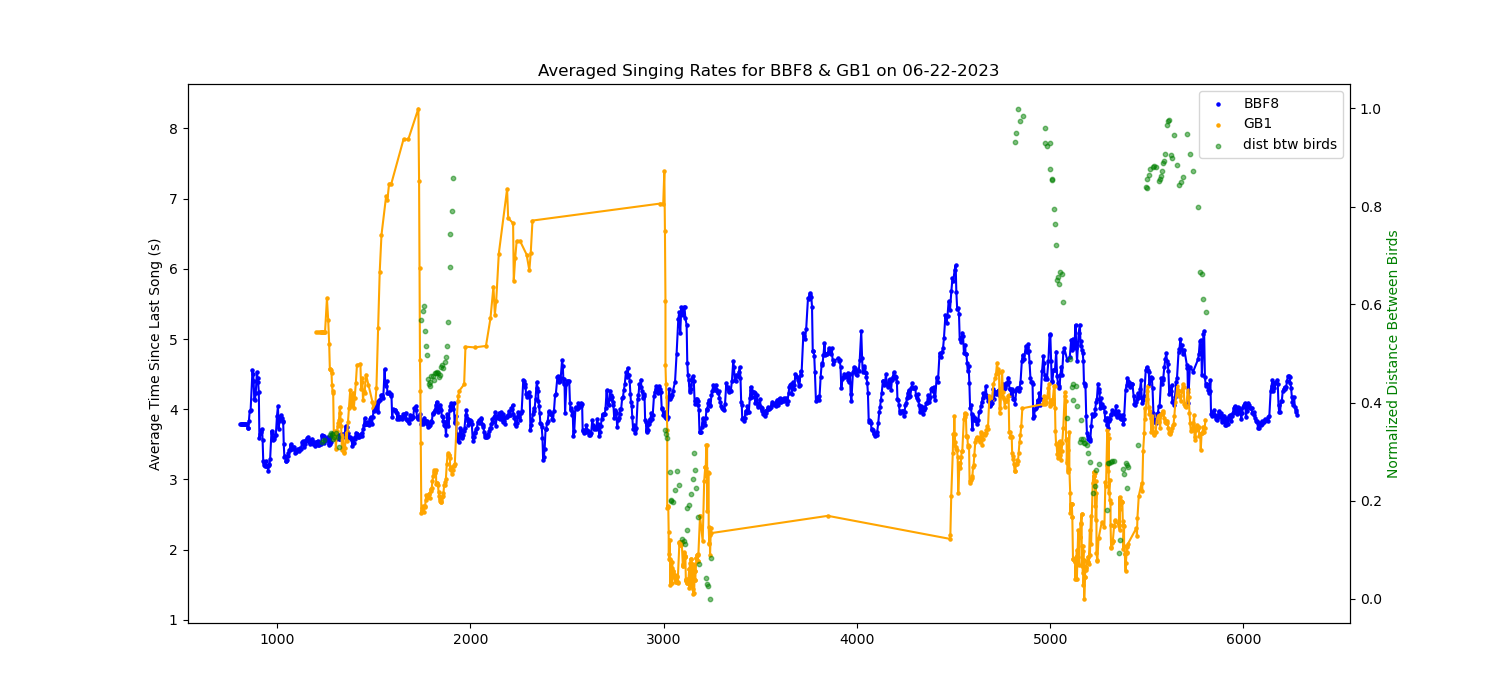 Averaged Singing Rates for BBF8 & GB1 on 06-22-2023
BBF8
GB1
dist btw birds
Average Time Since Last Song (s)
8
7
6
5
4
3
2
1
1000 2000 3000 4000 5000 6000
1.0
0.8
0.6
0.4
0.2
0.0
Normalized Distance Between Birds